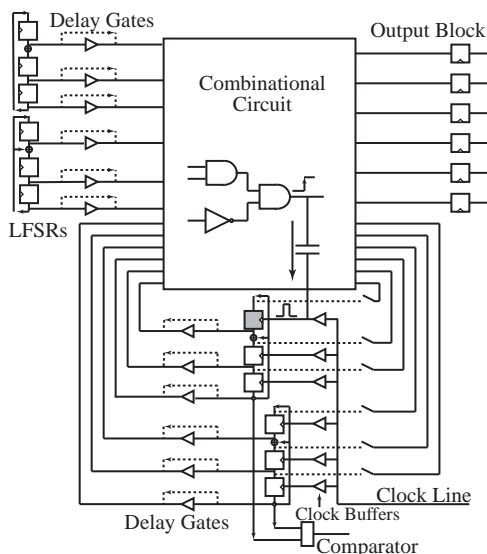 Delay Gates
Output Block
Combinational
Circuit
LFSRs
Clock Line
Clock Buffers
Delay Gates
Comparator